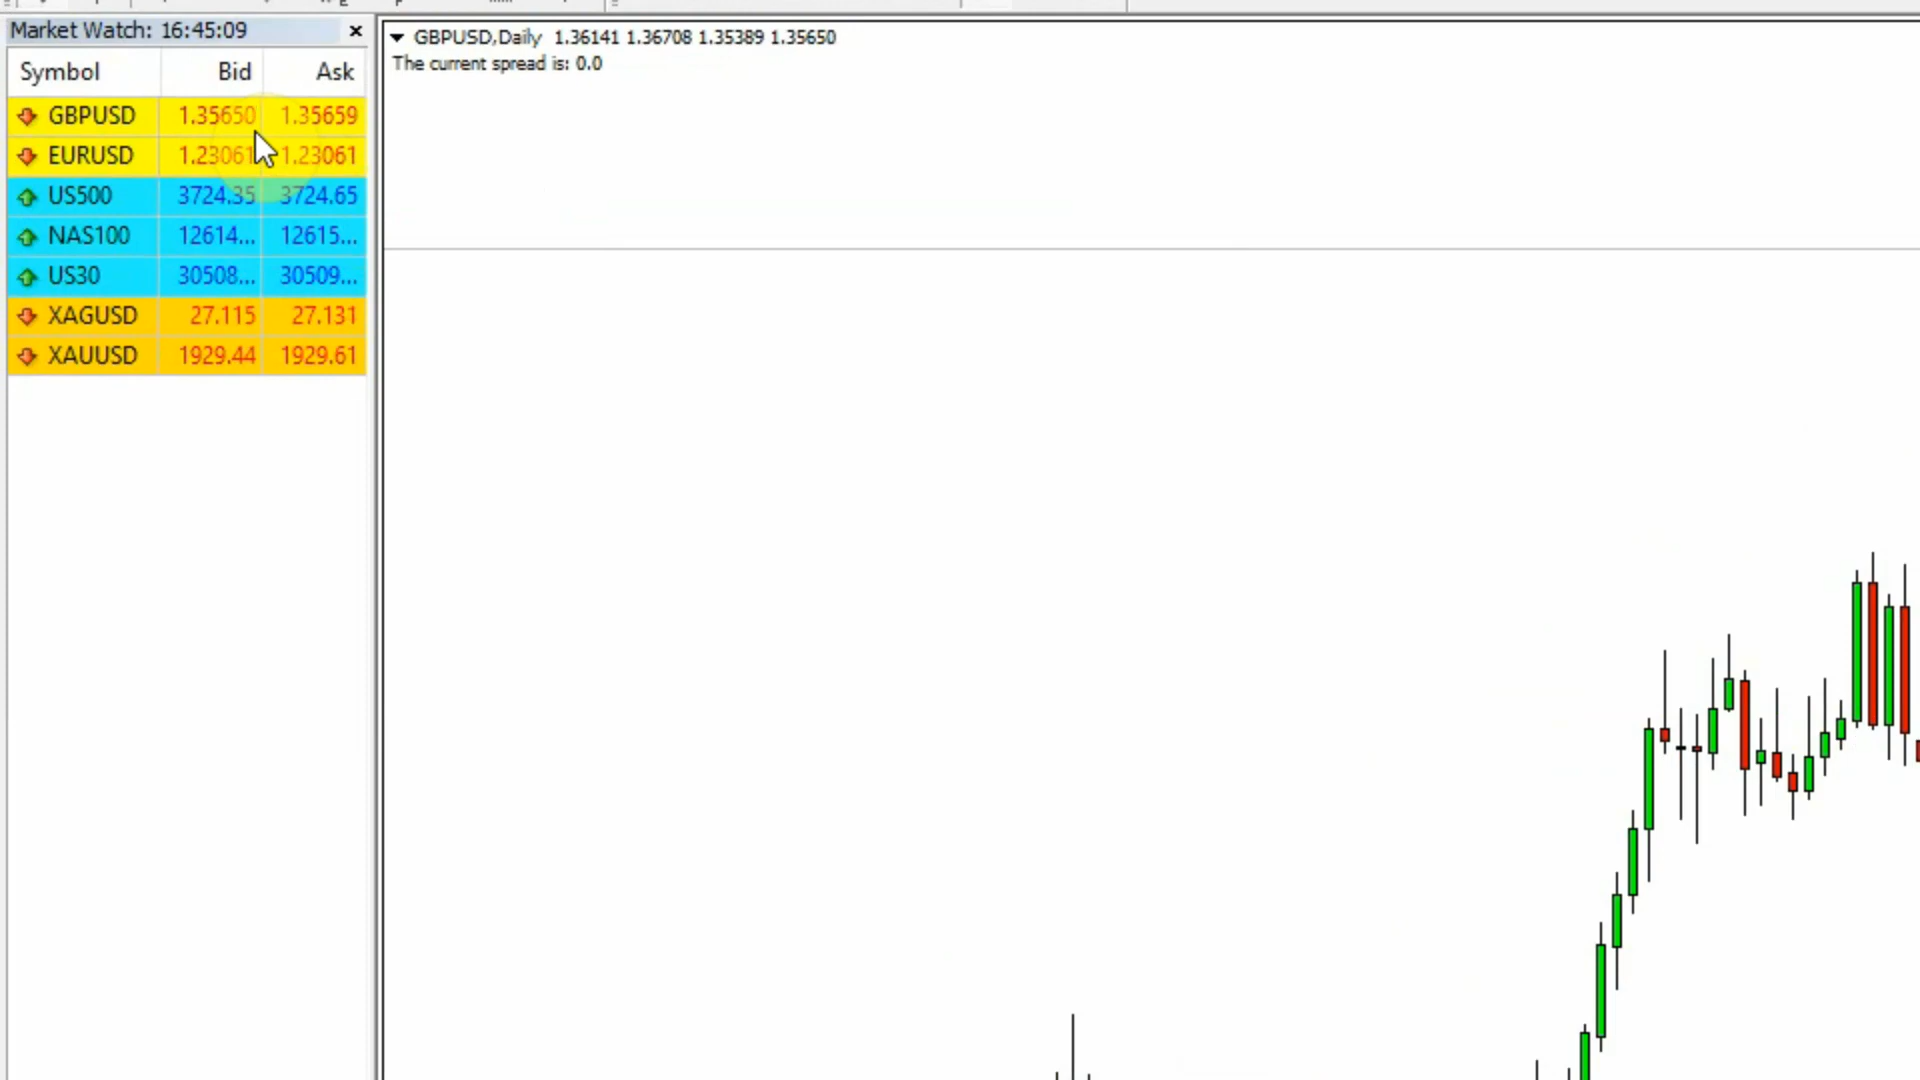 Market Watch: 16:45:09
Symbol Bid Ask
GBPUSD 1.35650 1.35659
EURUSD 1.23061 1.23061
US500 3724.35 3724.65
NAS100 12614... 12615...
US30 30508... 30509...
XAGUSD 27.115 27.131
XAUUSD 1929.44 1929.61
GBPUSD,Daily 1.36141 1.36708 1.35389 1.35650
The current spread is: 0.0